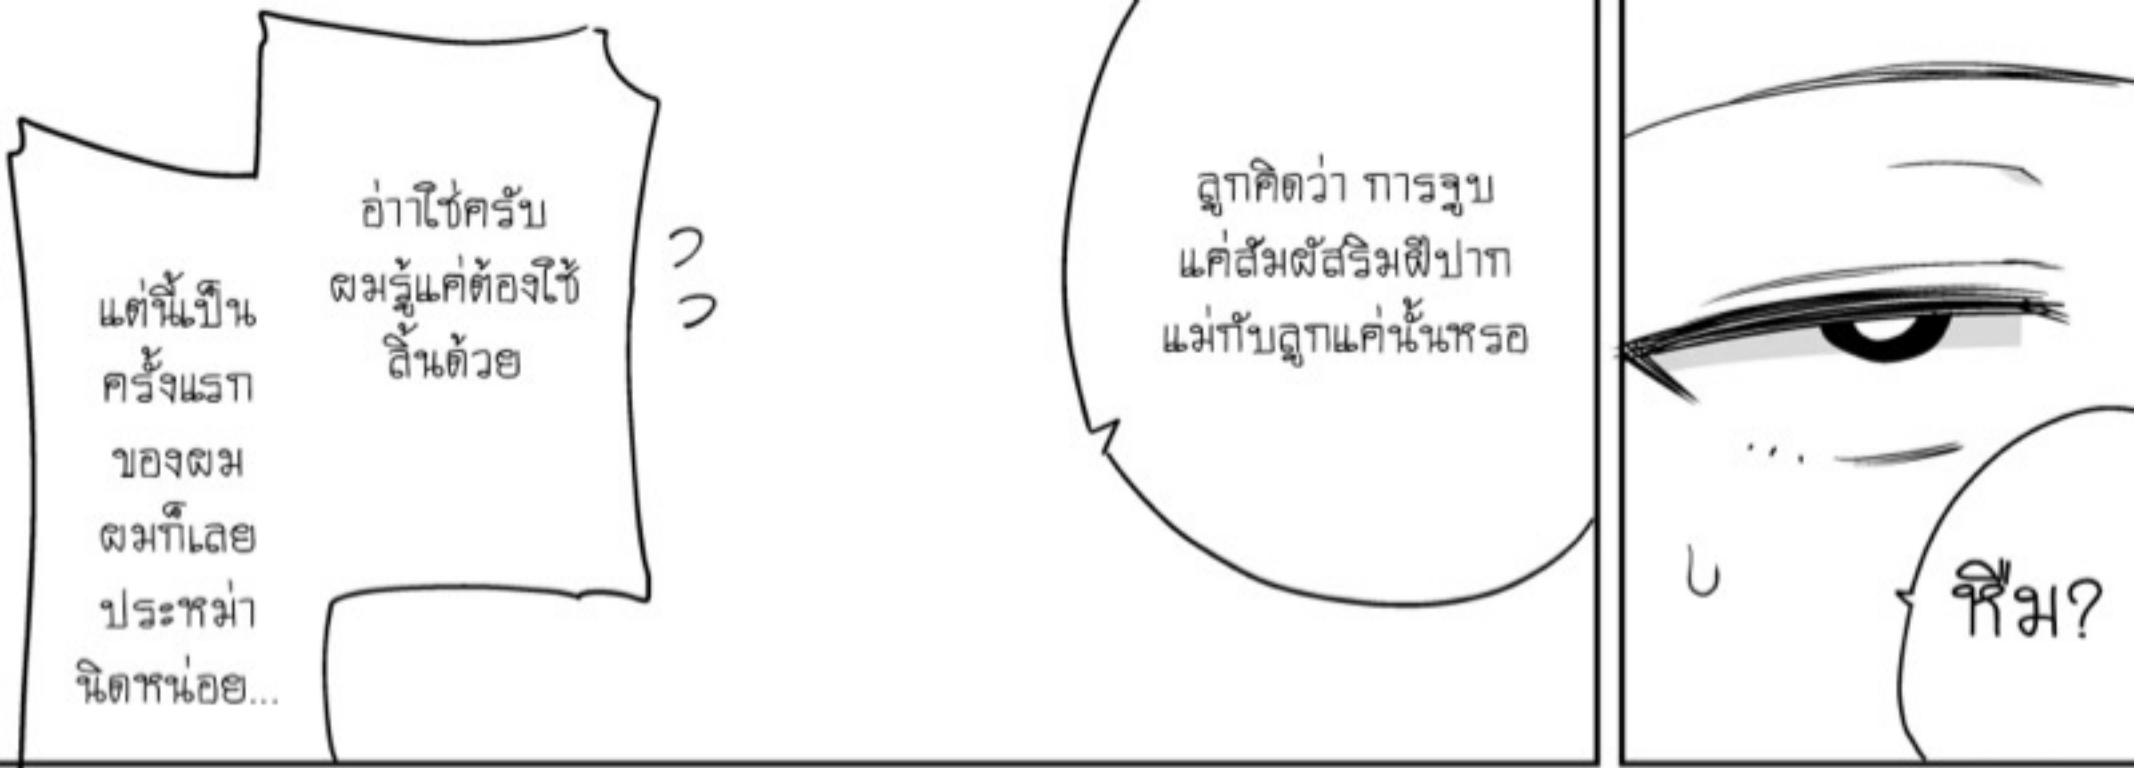 หืม?
ลูกคิดว่า การจูบ
แค่สัมผัสริมฝีปาก
แม่กับลูกแค่นั้นหรอ
อ่าาใช่ครับ
ผมรู้แค่ต้องใช้
ลิ้นด้วย
แต่นี้เป็น
ครั้งแรก
ของผม
ผมก็เลย
ประหม่า
นิดหน่อย...